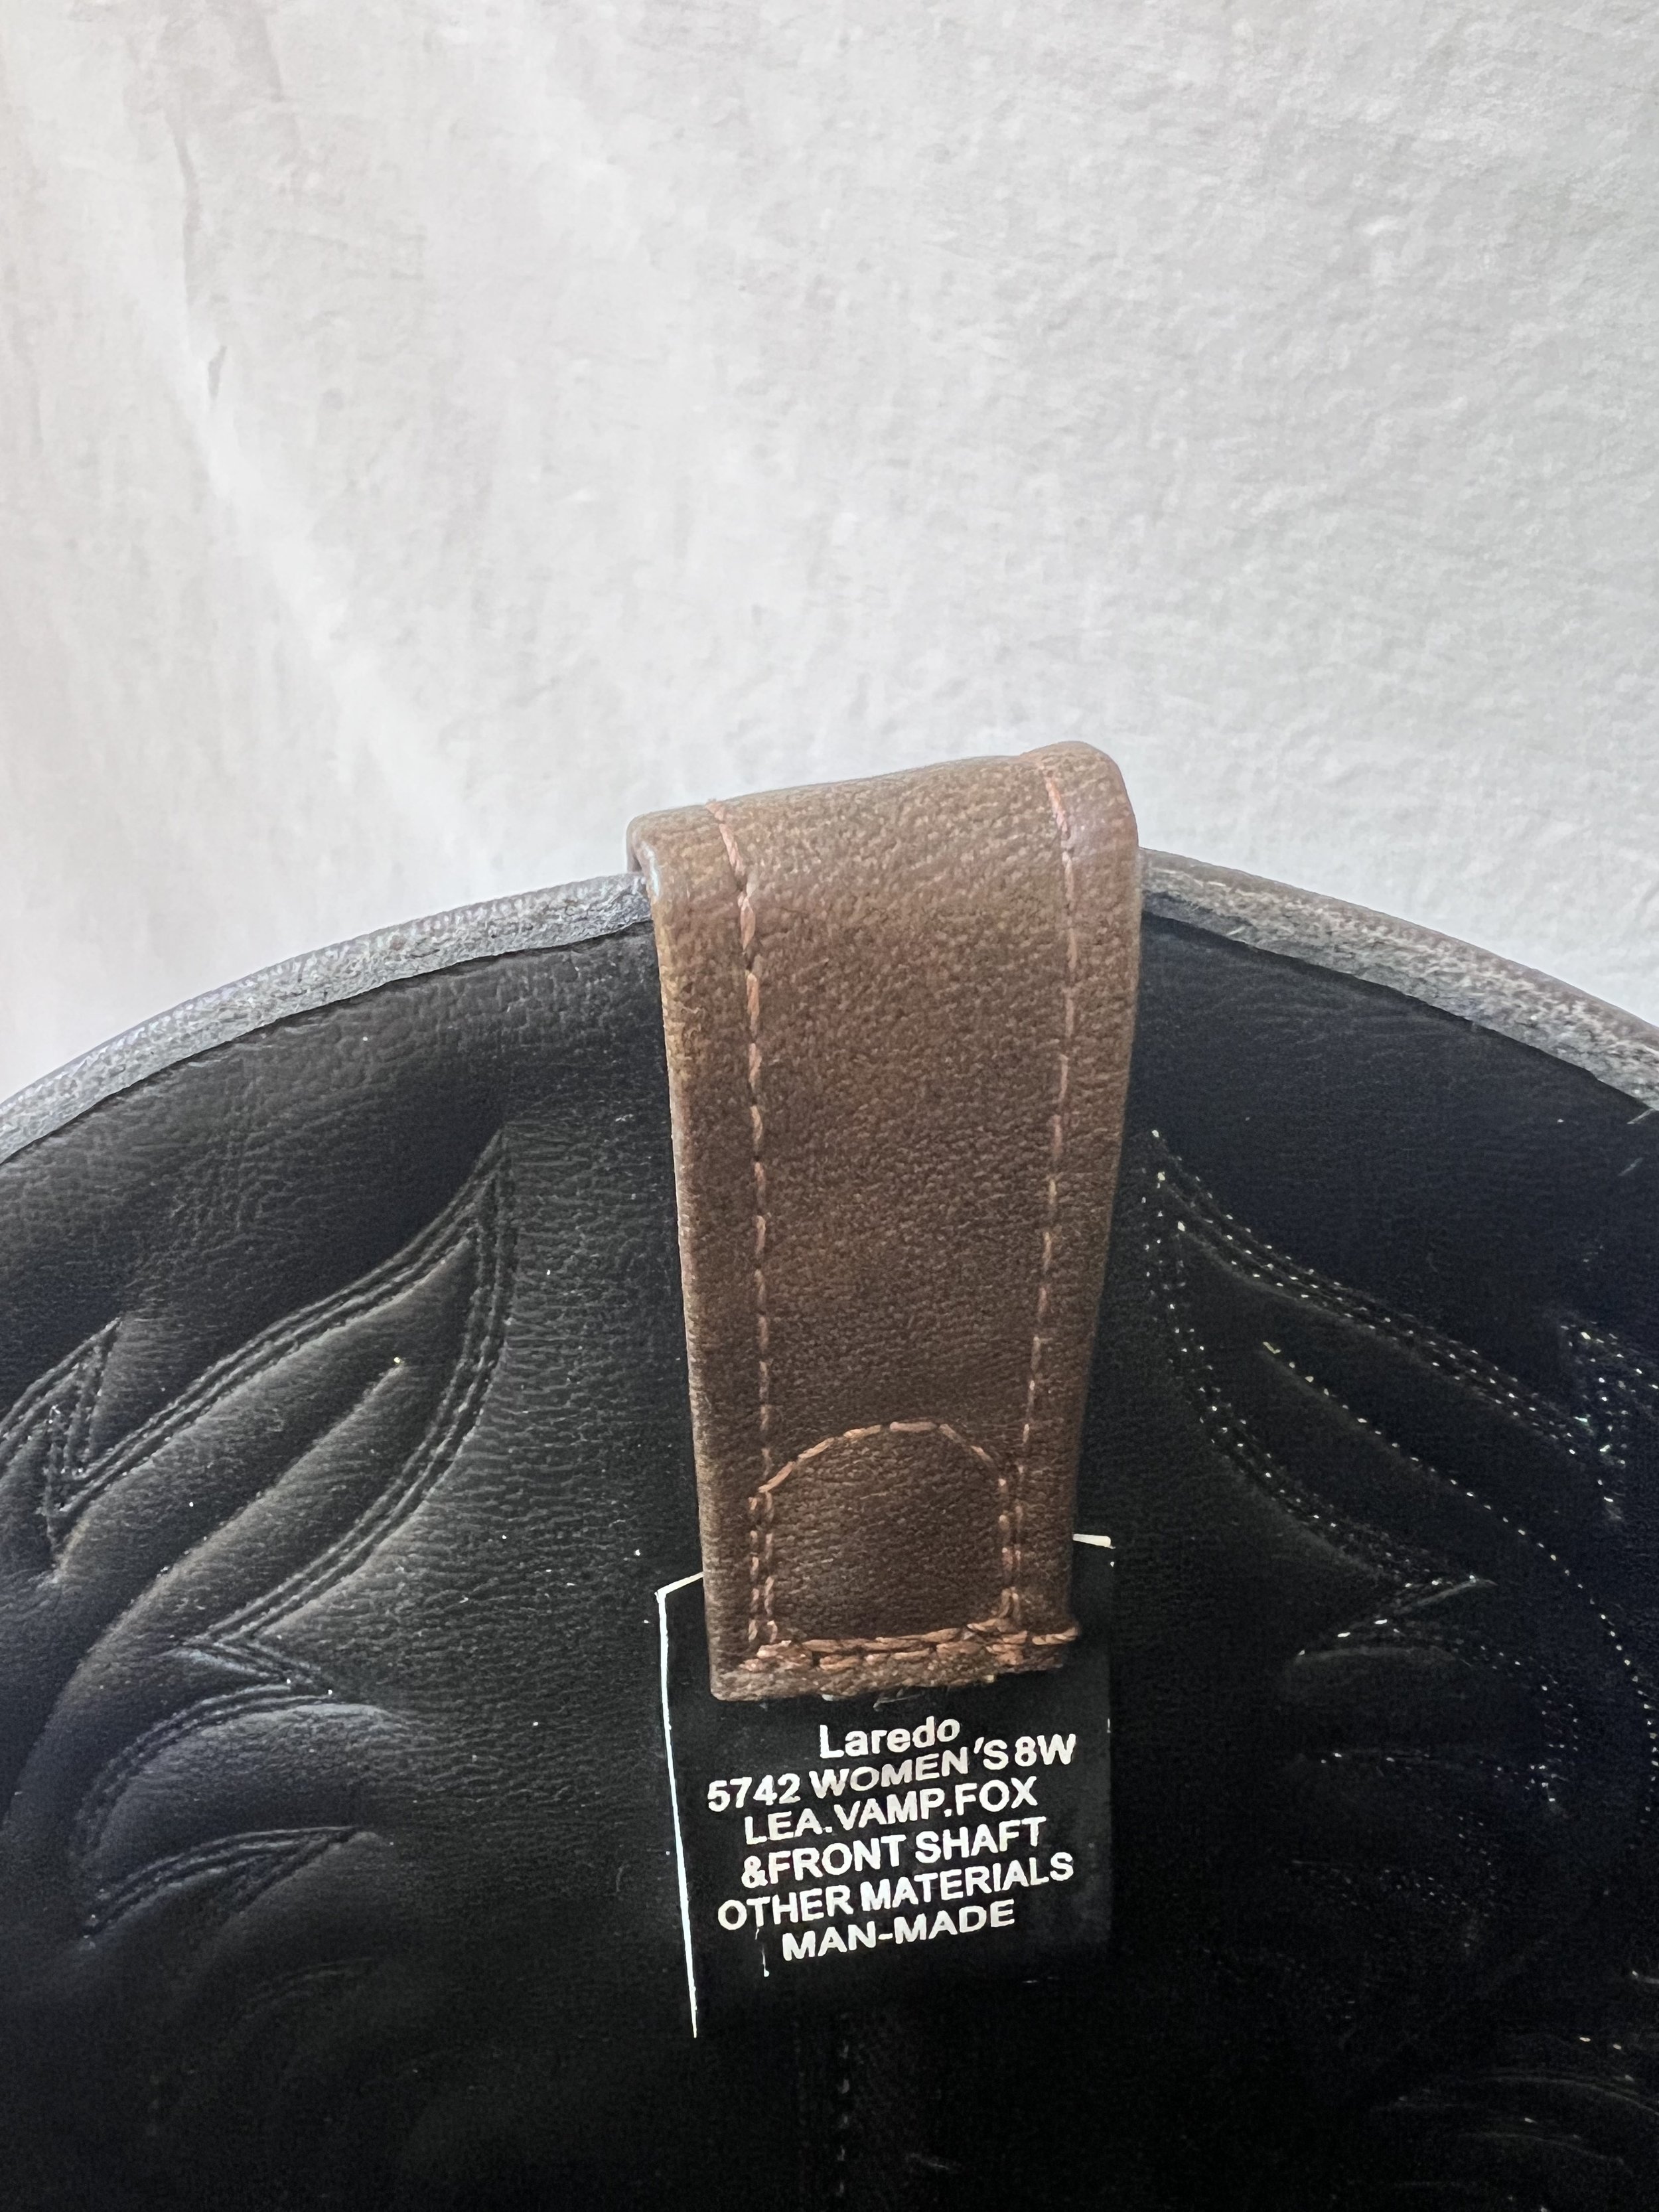 Laredo
5742 WOMEN'S 8W
LEA.VAMP.FOX
&FRONT SHAFT
OTHER MATERIALS
MAN-MADE